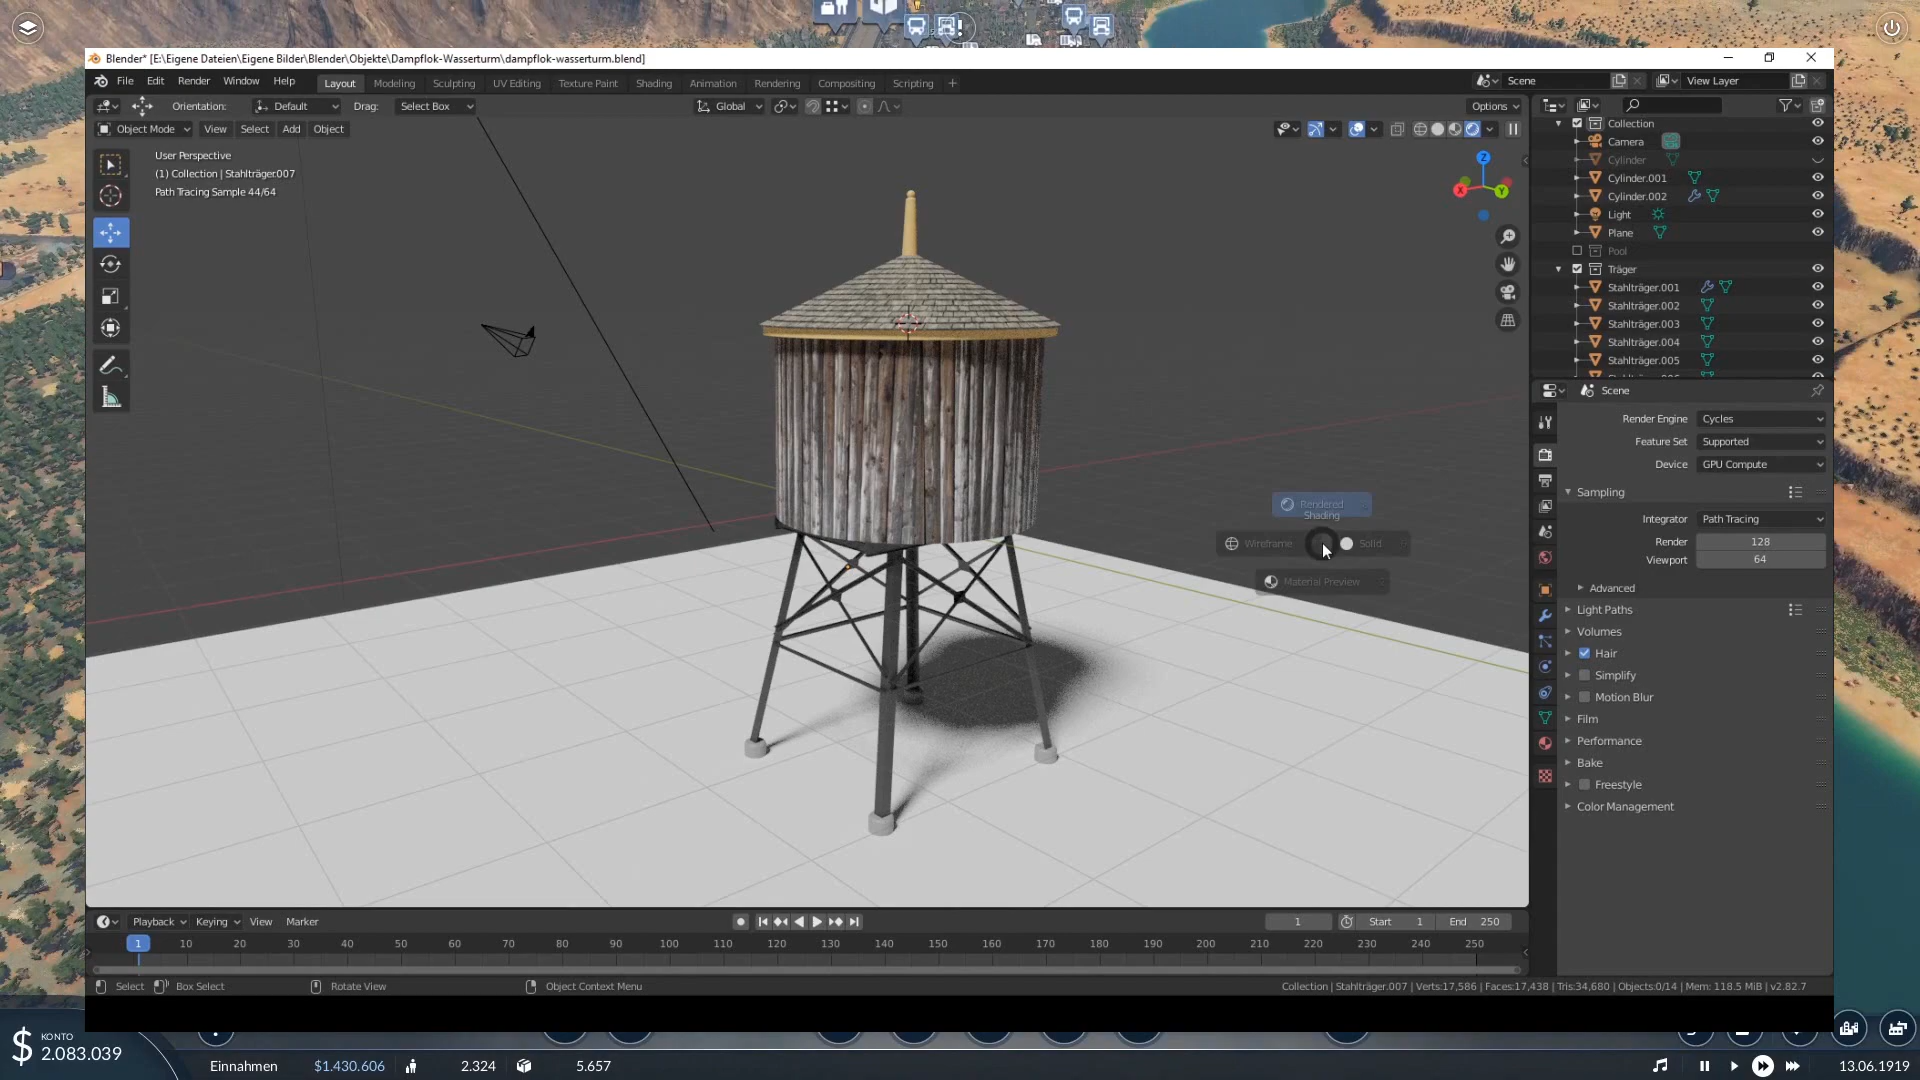 Blender* [E:\Eigene Dateien\Eigene Bilder\Blender\Objekte\Dampflok-Wasserturm\dampflok-wasserturm.blend]
File Edit Render Window Help Layout Modeling Sculpting UV Editing Texture Paint Shading Animation Rendering Compositing Scripting + Scene View Layer
Orientation: Default Drag: Select Box Global Options
Object Mode View Select Add Object
User Perspective
(1) Collection | Stahlträger.007
Path Tracing Sample 44/64
Z
X
Y
Rendered
Shading
Wireframe Solid
Material Preview
Collection
Camera
Cylinder
Cylinder.001
Cylinder.002
Light
Plane
Pool
Träger
Stahlträger.001
Stahlträger.002
Stahlträger.003
Stahlträger.004
Stahlträger.005
Scene
Render Engine Cycles
Feature Set Supported
Device GPU Compute
Sampling
Integrator Path Tracing
Render 128
Viewport 64
Advanced
Light Paths
Volumes
Hair
Simplify
Motion Blur
Film
Performance
Bake
Freestyle
Color Management
Playback Keying View Marker 1 Start 1 End 250
1 10 20 30 40 50 60 70 80 90 100 110 120 130 140 150 160 170 180 190 200 210 220 230 240 250
Select Box Select Rotate View Object Context Menu Collection | Stahlträger.007 | Verts:17,586 | Faces:17,438 | Tris:34,680 | Objects:0/14 | Mem: 118.5 MiB | v2.82.7
$ KONTO
2.083.039
Einnahmen $1.430.606 2.324 5.657 13.06.1919